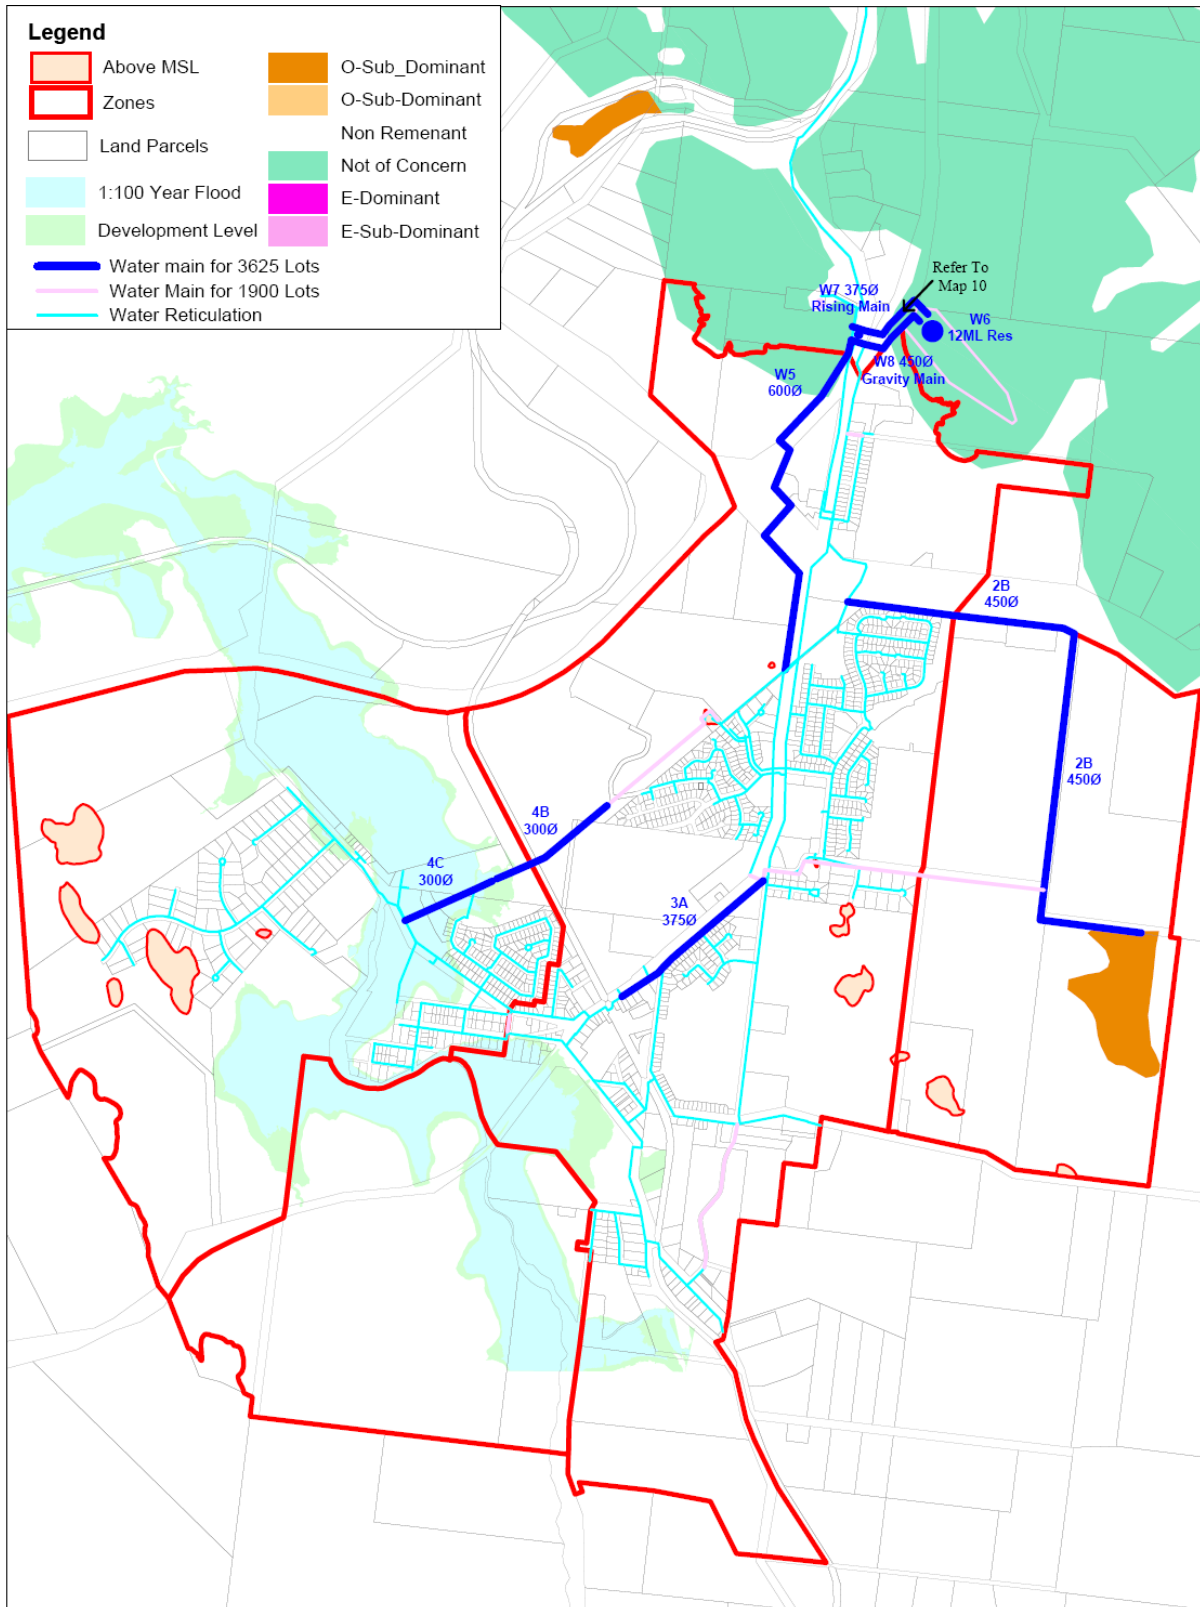 Legend
Above MSL
Zones
Land Parcels
1:100 Year Flood
Development Level
O-Sub_Dominant
O-Sub-Dominant
Non Remenant
Not of Concern
E-Dominant
E-Sub-Dominant
Water main for 3625 Lots
Water Main for 1900 Lots
Water Reticulation
Refer To
Map 10
W7 375Ø
Rising Main
W6
12ML Res
W8 450Ø
Gravity Main
W5
600Ø
2B
450Ø
2B
450Ø
4B
300Ø
4C
300Ø
3A
375Ø